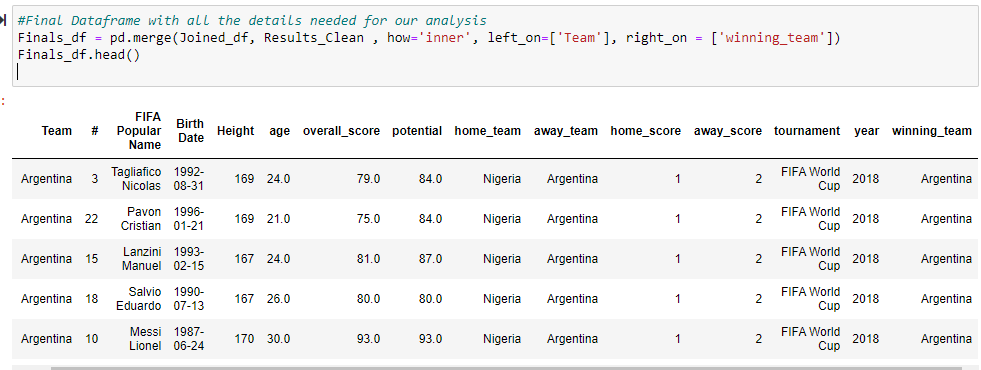 #Final Dataframe with all the details needed for our analysis
Finals_df = pd.merge(Joined_df, Results_Clean , how='inner', left_on=['Team'], right_on = ['winning_team'])
Finals_df.head()
:
Team # FIFA Popular Name Birth Date Height age overall_score potential home_team away_team home_score away_score tournament year winning_team
Argentina 3 Tagliafico Nicolas 1992-08-31 169 24.0 79.0 84.0 Nigeria Argentina 1 2 FIFA World Cup 2018 Argentina
Argentina 22 Pavon Cristian 1996-01-21 169 21.0 75.0 84.0 Nigeria Argentina 1 2 FIFA World Cup 2018 Argentina
Argentina 15 Lanzini Manuel 1993-02-15 167 24.0 81.0 87.0 Nigeria Argentina 1 2 FIFA World Cup 2018 Argentina
Argentina 18 Salvio Eduardo 1990-07-13 167 26.0 80.0 80.0 Nigeria Argentina 1 2 FIFA World Cup 2018 Argentina
Argentina 10 Messi Lionel 1987-06-24 170 30.0 93.0 93.0 Nigeria Argentina 1 2 FIFA World Cup 2018 Argentina